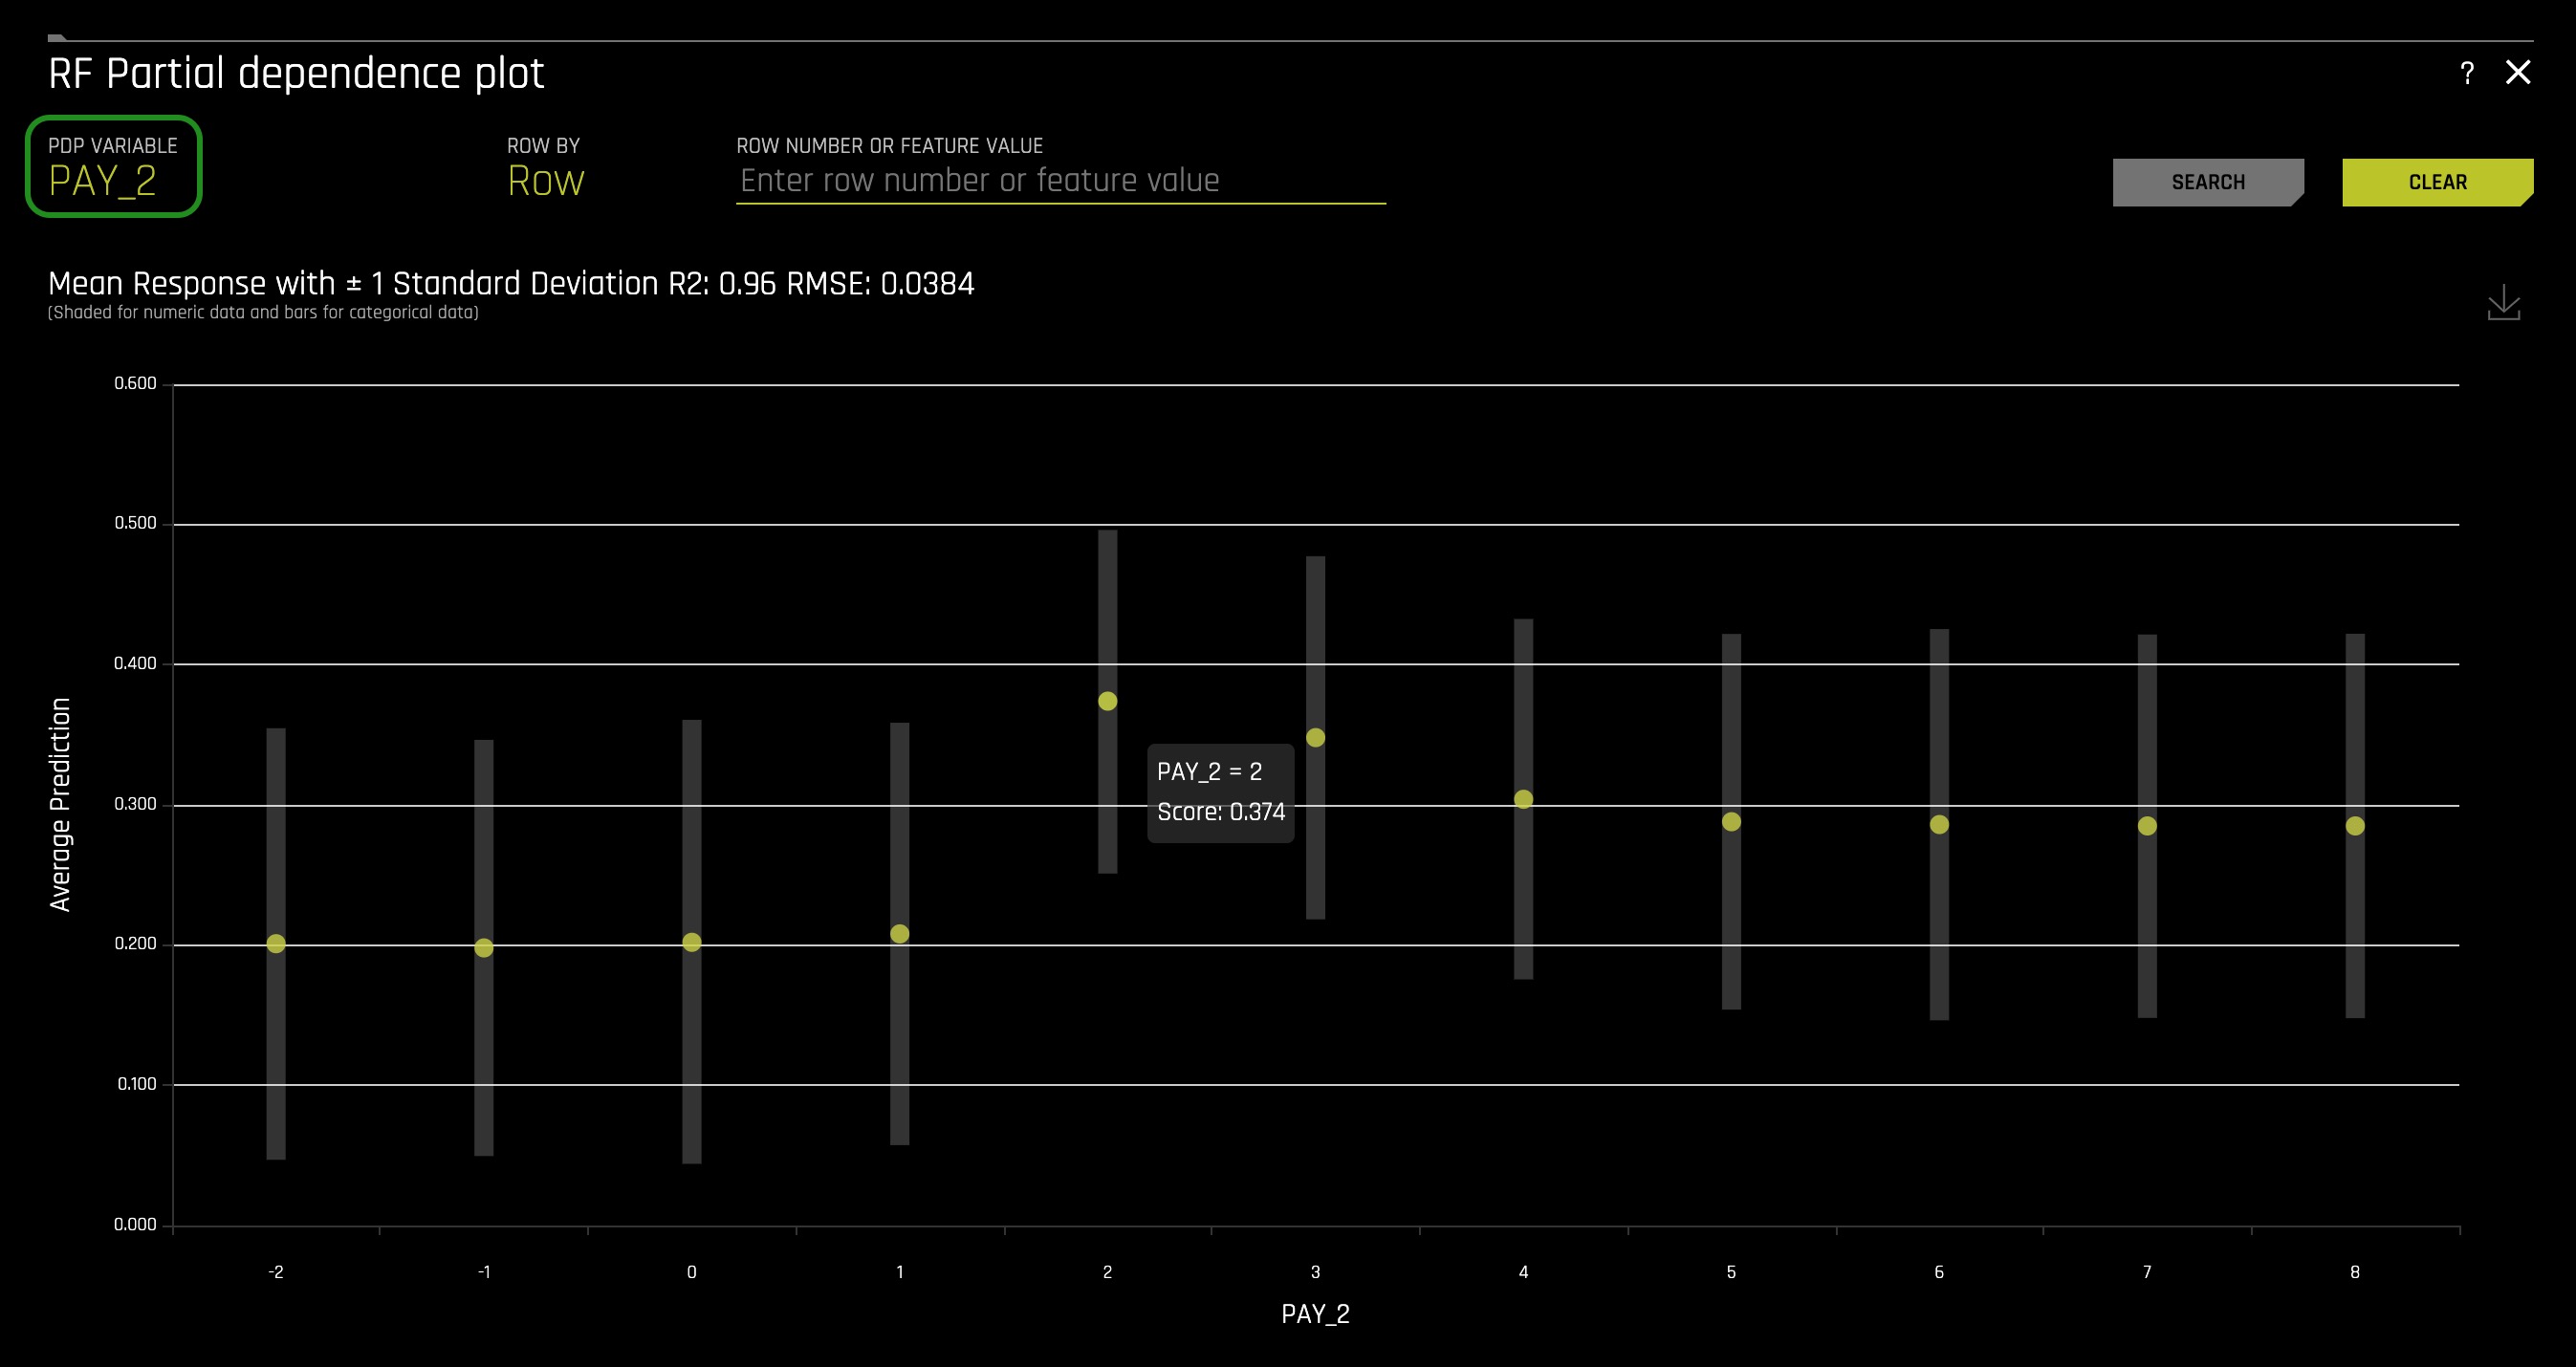 RF Partial dependence plot
?
PDP VARIABLE
PAY_2
ROW BY
Row
ROW NUMBER OR FEATURE VALUE
Enter row number or feature value
SEARCH
CLEAR
Mean Response with ± 1 Standard Deviation R2: 0.96 RMSE: 0.0384
(Shaded for numeric data and bars for categorical data)
0.600
0.500
0.400
0.300
0.200
0.100
0.000
Average Prediction
PAY_2 = 2
Score: 0.374
-2 -1 0 1 2 3 4 5 6 7 8
PAY_2